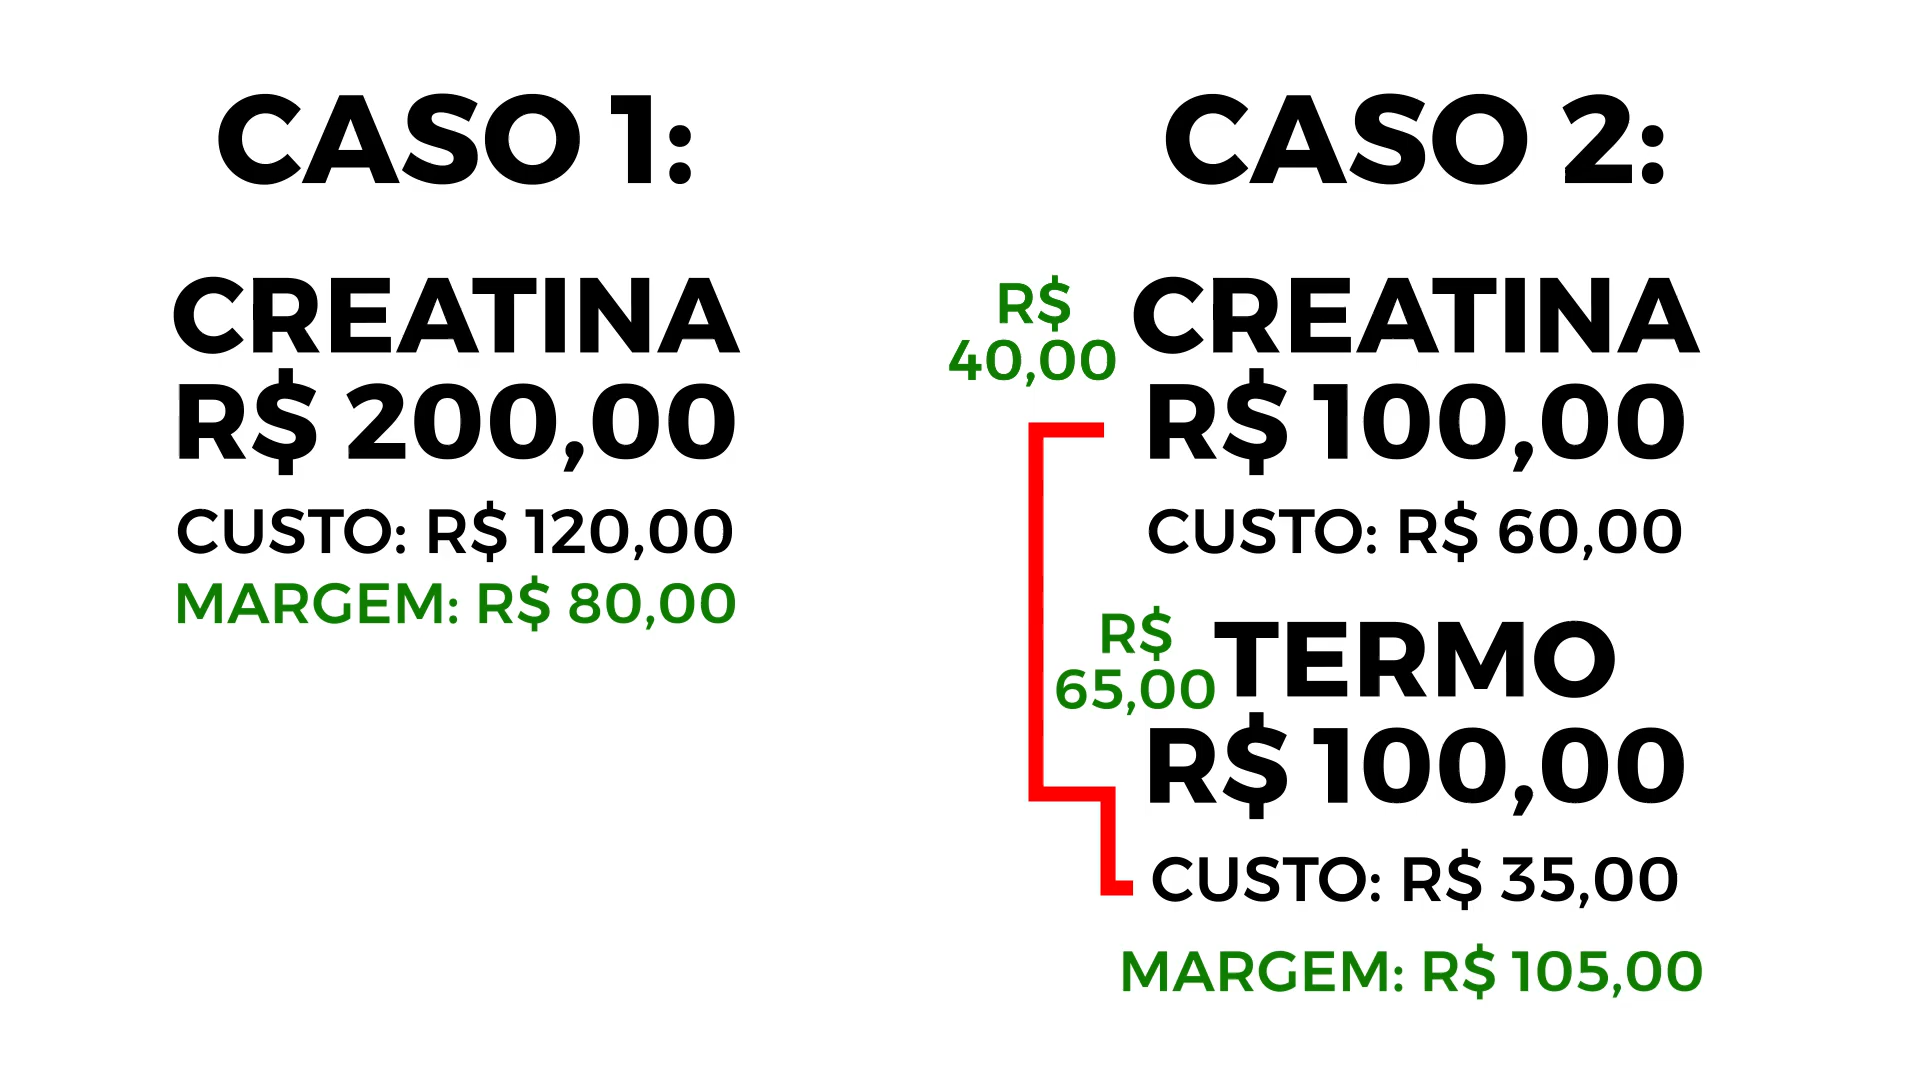 CASO 1:
CREATINA
R$ 200,00
CUSTO: R$ 120,00
MARGEM: R$ 80,00
CASO 2:
R$
40,00
CREATINA
R$ 100,00
CUSTO: R$ 60,00
R$
65,00
TERMO
R$ 100,00
CUSTO: R$ 35,00
MARGEM: R$ 105,00